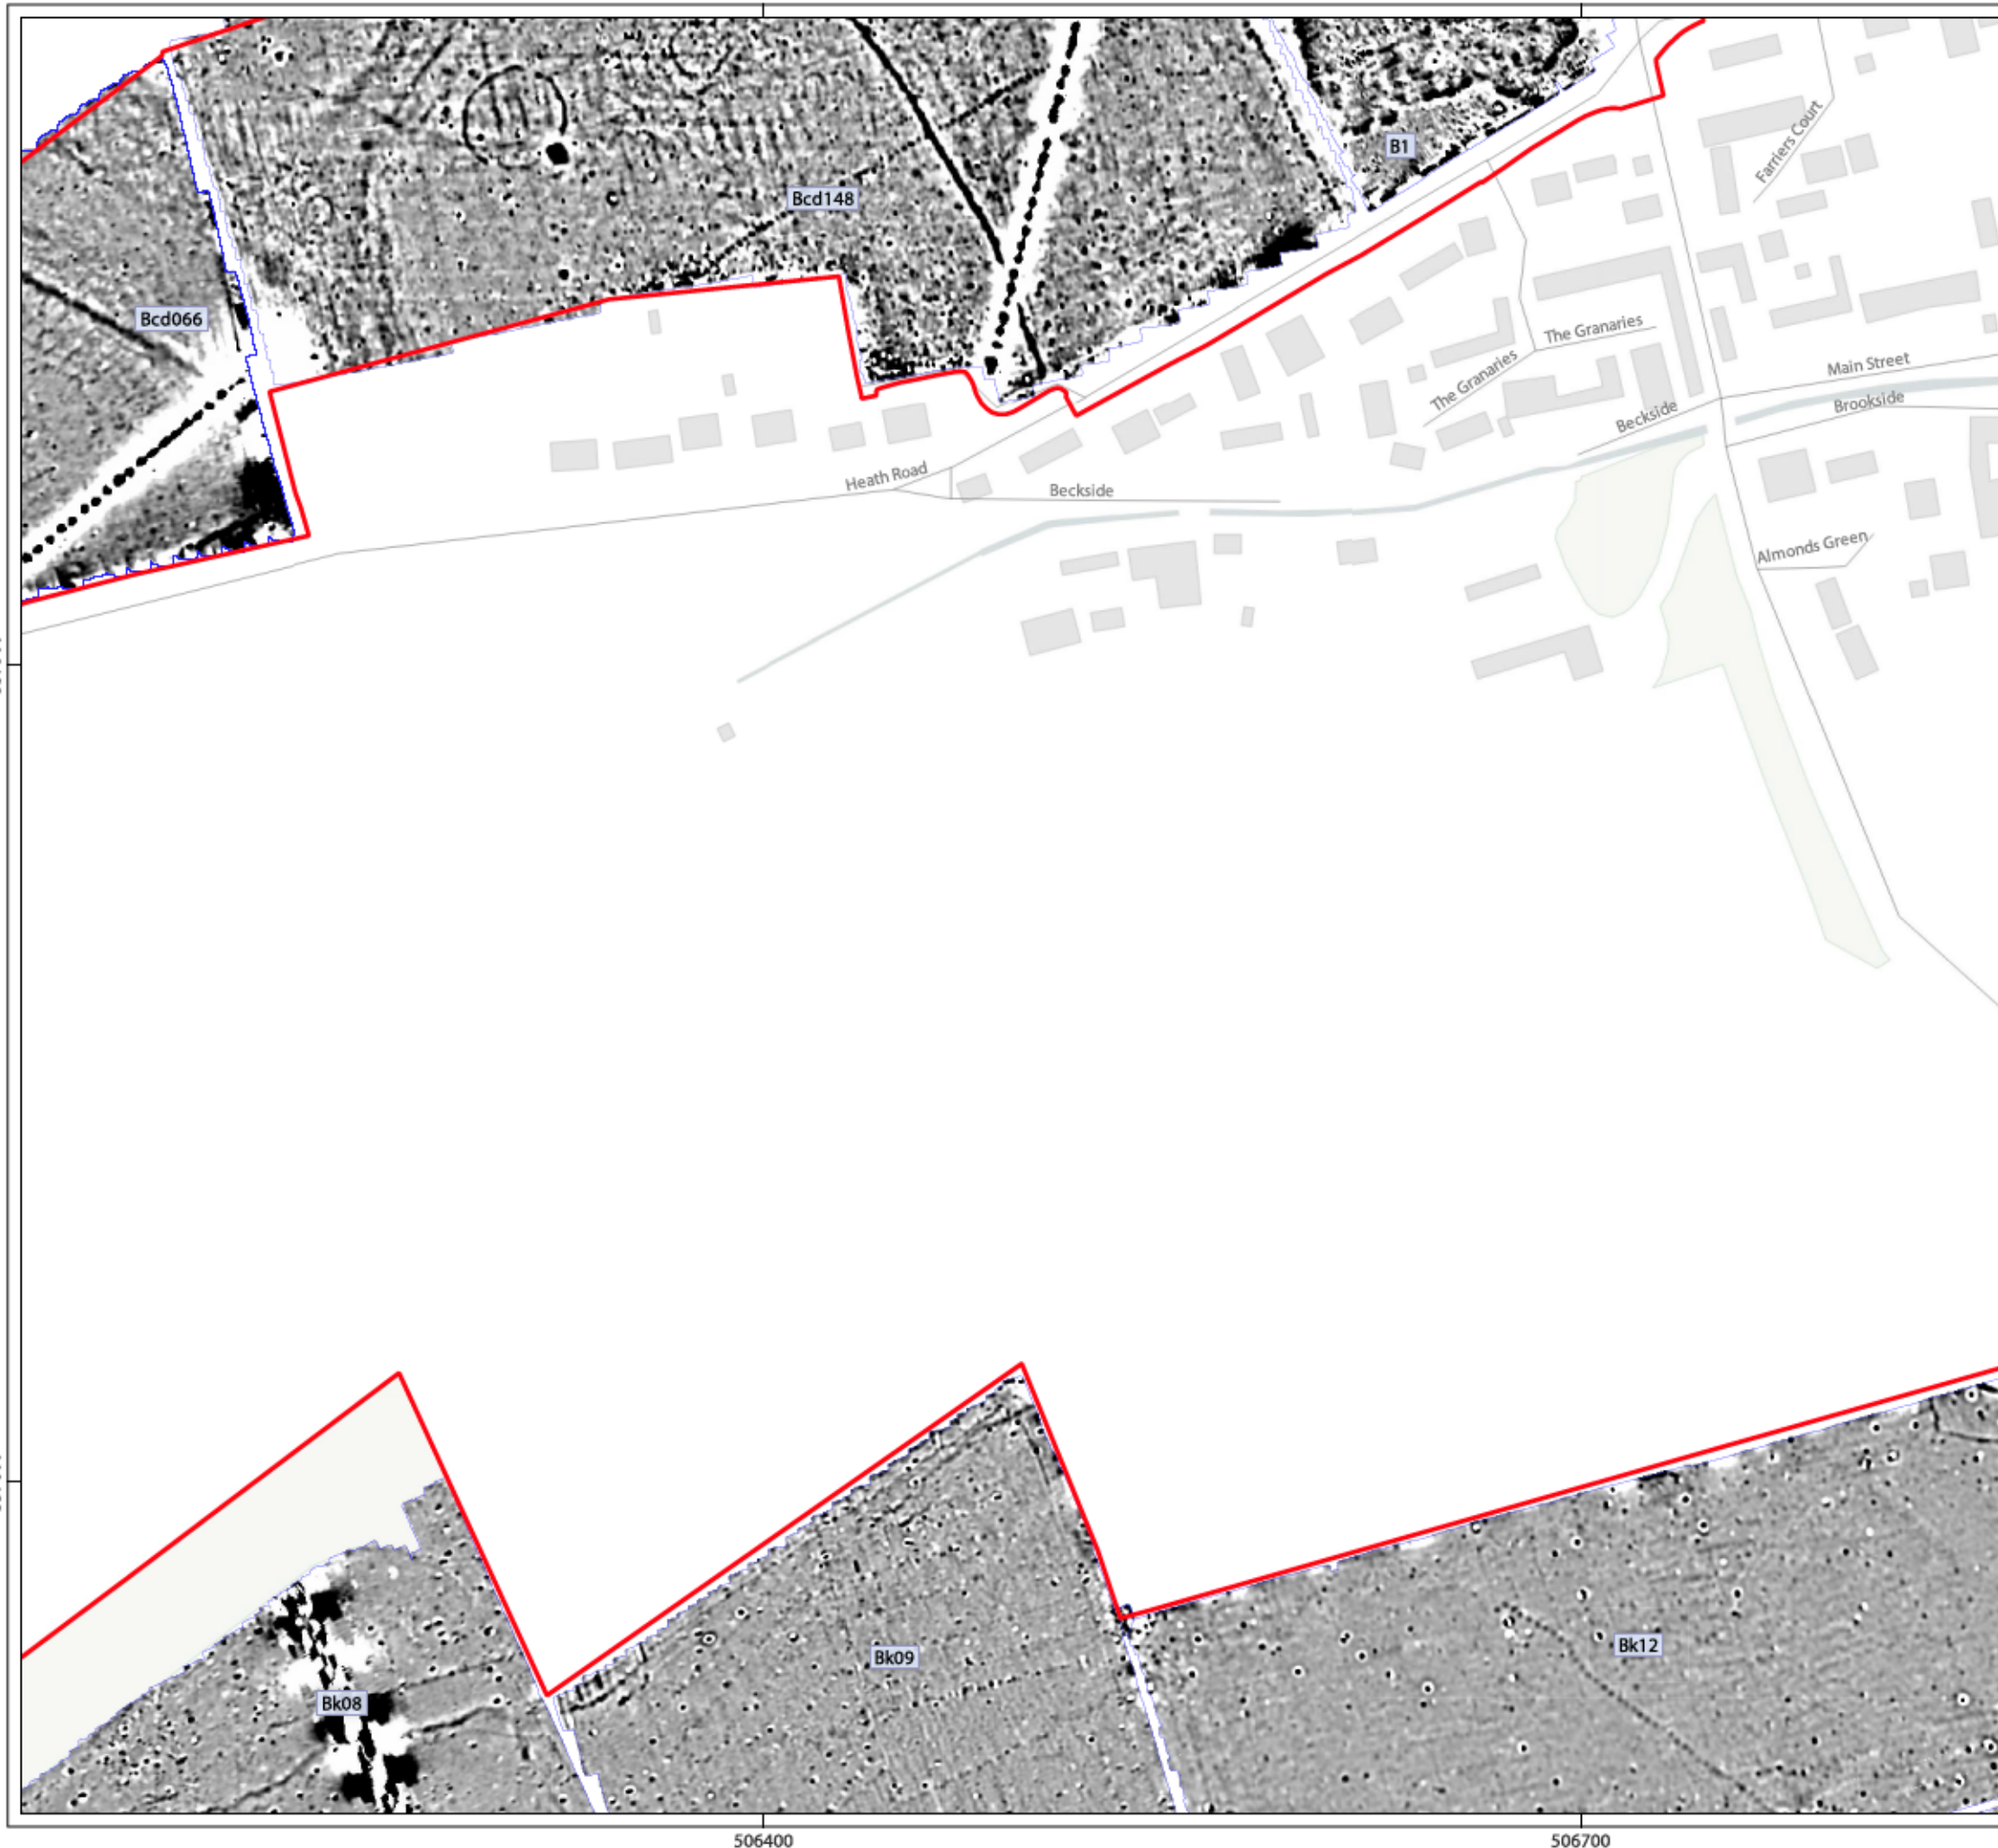 Farriers Court
B1
Bcd148
Bcd066
The Granaries
The Granaries
Main Street
Brookside
Beckside
Heath Road
Beckside
Almonds Green
Bk12
Bk09
Bk08
506400
506700